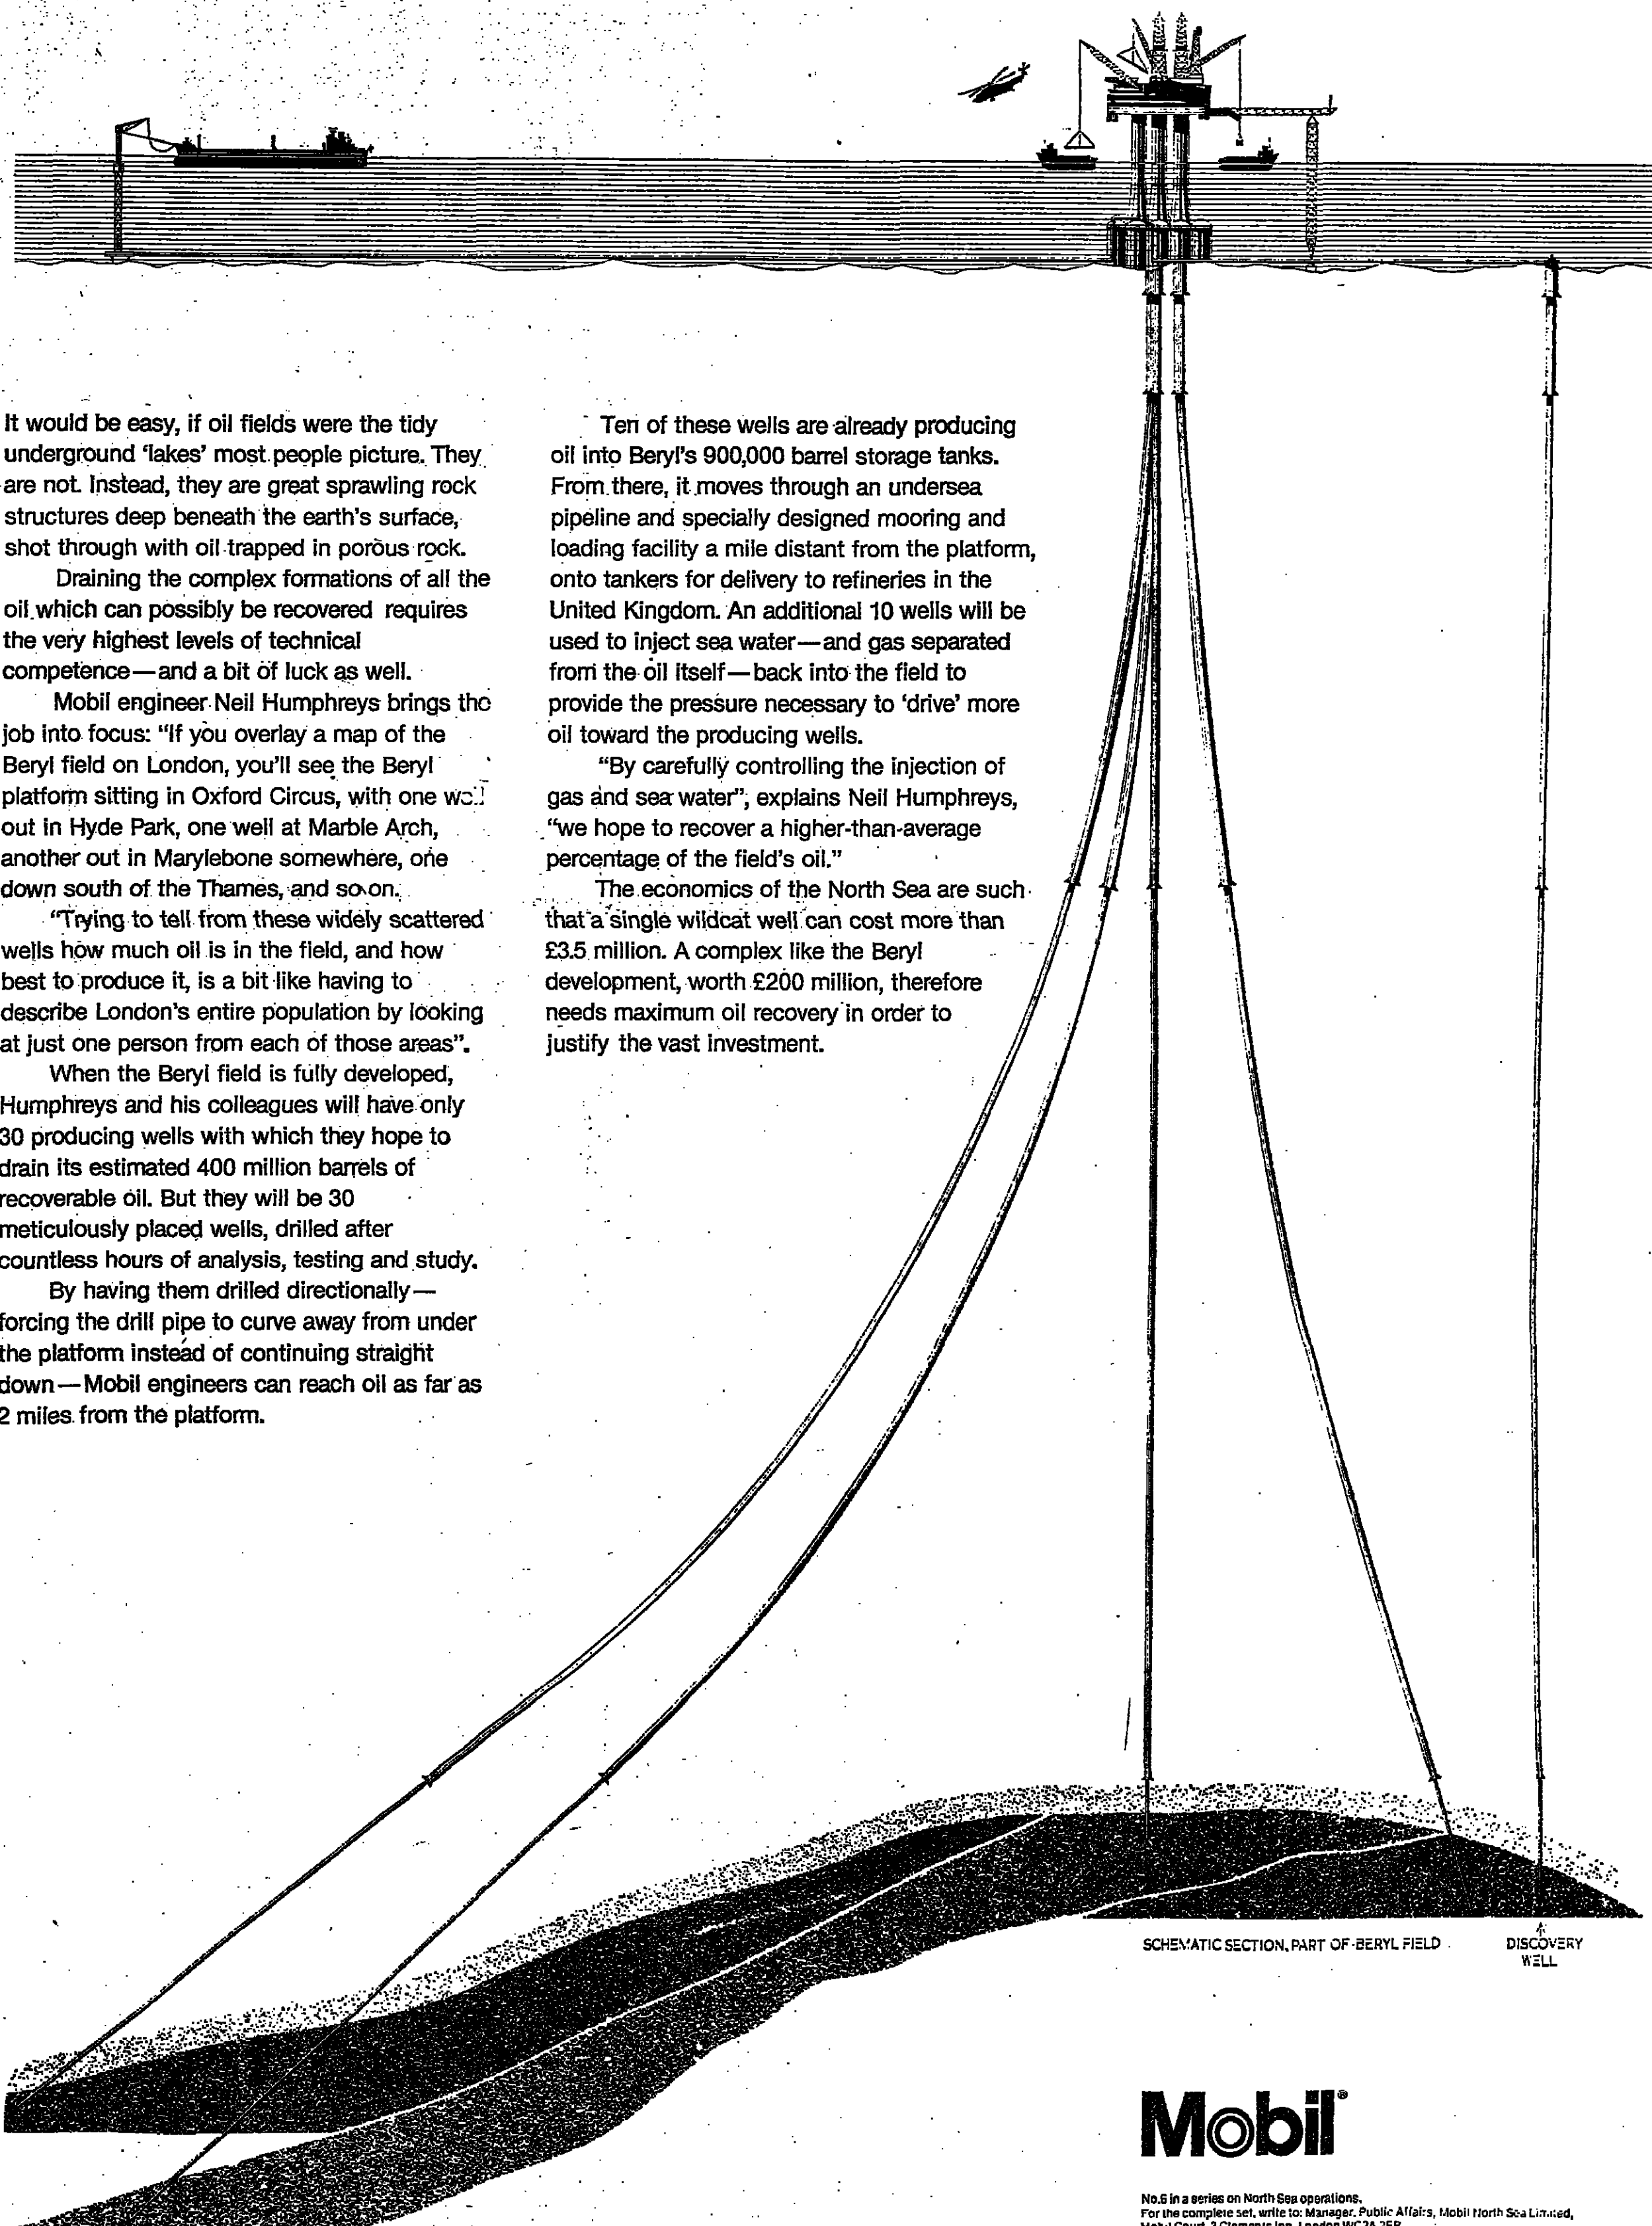 It would be easy, if oil fields were the tidy
underground ‘lakes’ most people picture. They
are not. Instead, they are great sprawling rock
structures deep beneath the earth's surface,
shot through with oil trapped in porous rock.
Draining the complex formations of all the
oil which can possibly be recovered requires
the very highest levels of technical
competence—and a bit of luck as well.
Mobil engineer Neil Humphreys brings the
job into focus: “If you overlay a map of the
Beryl field on London, you'll see the Beryl
platform sitting in Oxford Circus, with one well
out in Hyde Park, one well at Marble Arch,
another out in Marylebone somewhere, one
down south of the Thames, and so on.
“Trying to tell from these widely scattered
wells how much oil is in the field, and how
best to produce it, is a bit like having to
describe London's entire population by looking
at just one person from each of those areas”.
When the Beryl field is fully developed,
Humphreys and his colleagues will have only
30 producing wells with which they hope to
drain its estimated 400 million barrels of
recoverable oil. But they will be 30
meticulously placed wells, drilled after
countless hours of analysis, testing and study.
By having them drilled directionally—
forcing the drill pipe to curve away from under
the platform instead of continuing straight
down—Mobil engineers can reach oil as far as
2 miles from the platform.
Ten of these wells are already producing
oil into Beryl's 900,000 barrel storage tanks.
From there, it moves through an undersea
pipeline and specially designed mooring and
loading facility a mile distant from the platform,
onto tankers for delivery to refineries in the
United Kingdom. An additional 10 wells will be
used to inject sea water—and gas separated
from the oil itself—back into the field to
provide the pressure necessary to ‘drive’ more
oil toward the producing wells.
“By carefully controlling the injection of
gas and sea water”, explains Neil Humphreys,
“we hope to recover a higher-than-average
percentage of the field's oil.”
The economics of the North Sea are such
that a single wildcat well can cost more than
£3.5 million. A complex like the Beryl
development, worth £200 million, therefore
needs maximum oil recovery in order to
justify the vast investment.
SCHEMATIC SECTION, PART OF BERYL FIELD
DISCOVERY
WELL
Mobil®
No.6 in a series on North Sea operations.
For the complete set, write to: Manager, Public Affairs, Mobil North Sea Limited,
Mobil Court, 3 Clements Inn, London WC2A 2EB